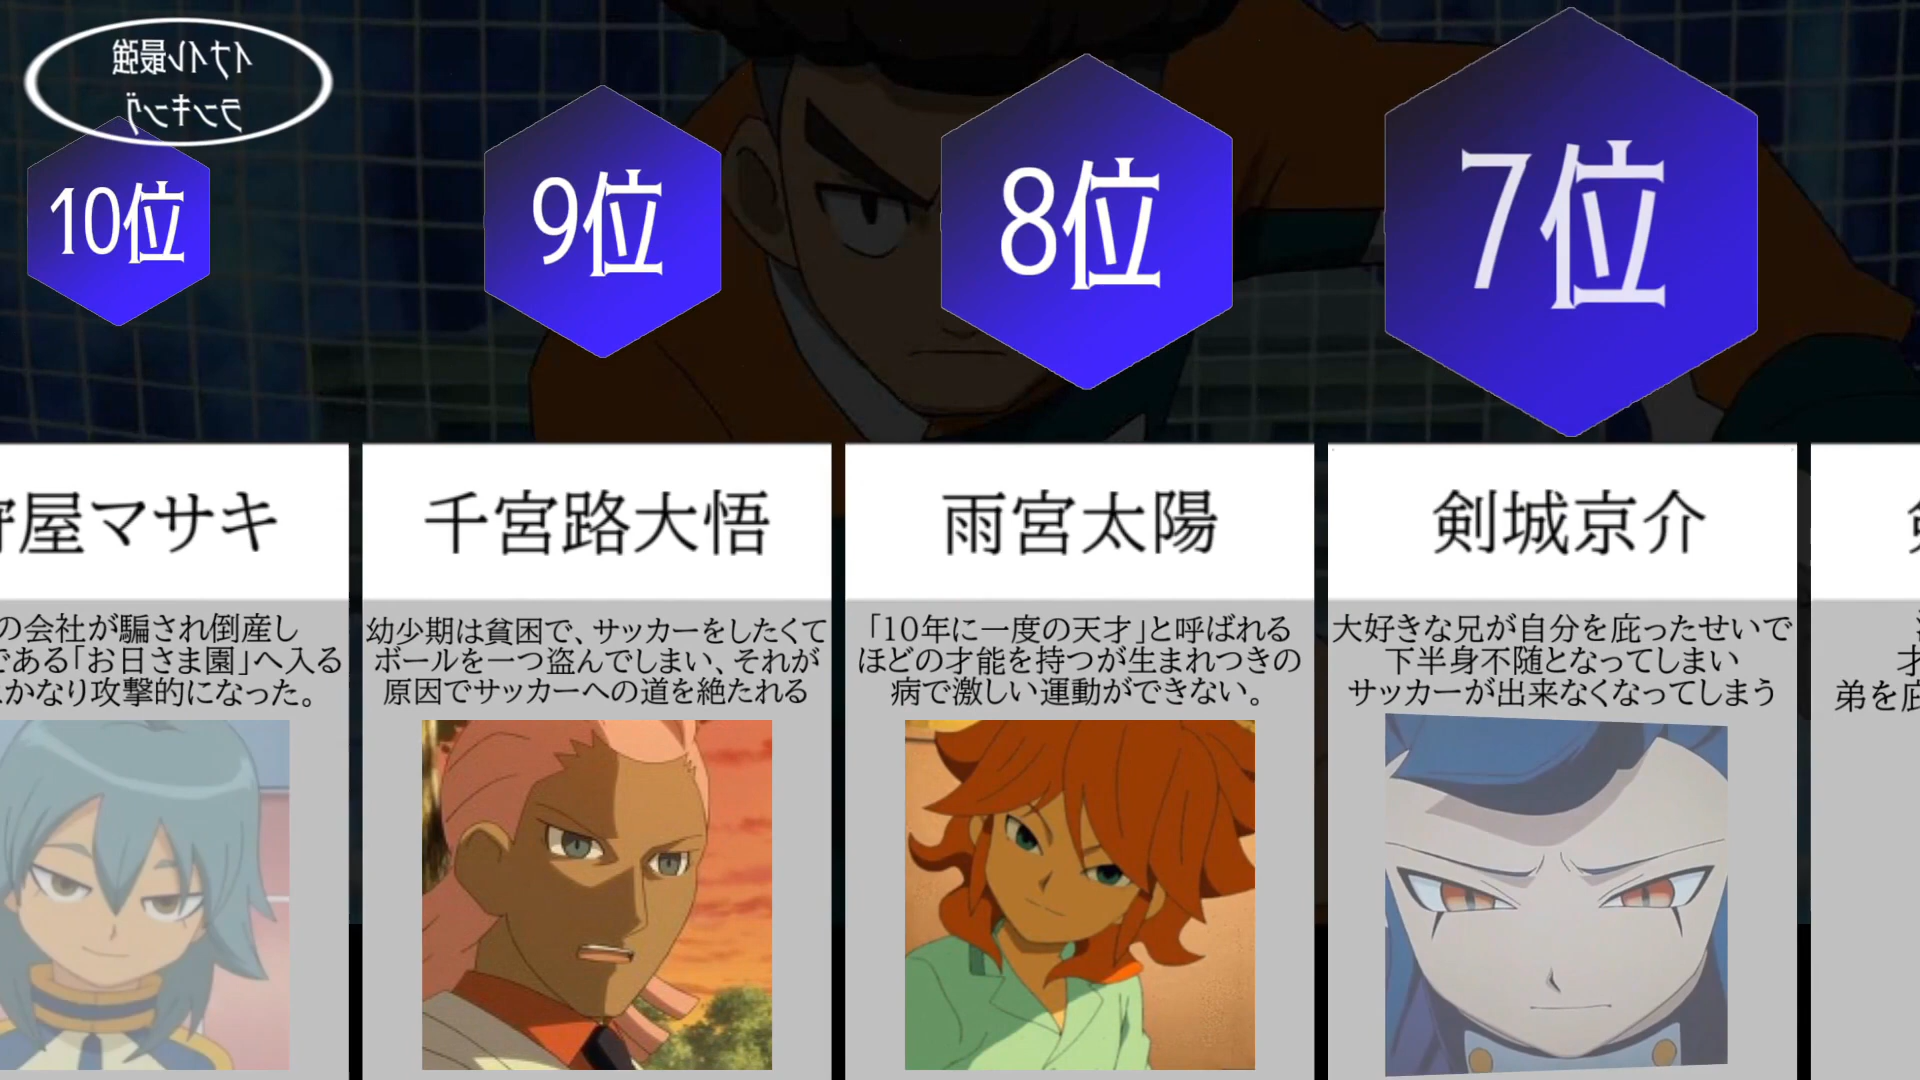 イナイレ最強
ランキング
10位
9位
8位
7位
狩屋マサキ
の会社が騙され倒産し
である「お日さま園」へ入る
かなり攻撃的になった。
千宮路大悟
幼少期は貧困で、サッカーをしたくて
ボールを一つ盗んでしまい、それが
原因でサッカーへの道を絶たれる
雨宮太陽
「10年に一度の天才」と呼ばれる
ほどの才能を持つが生まれつきの
病で激しい運動ができない。
剣城京介
大好きな兄が自分を庇ったせいで
下半身不随となってしまい
サッカーが出来なくなってしまう
才
弟を庇